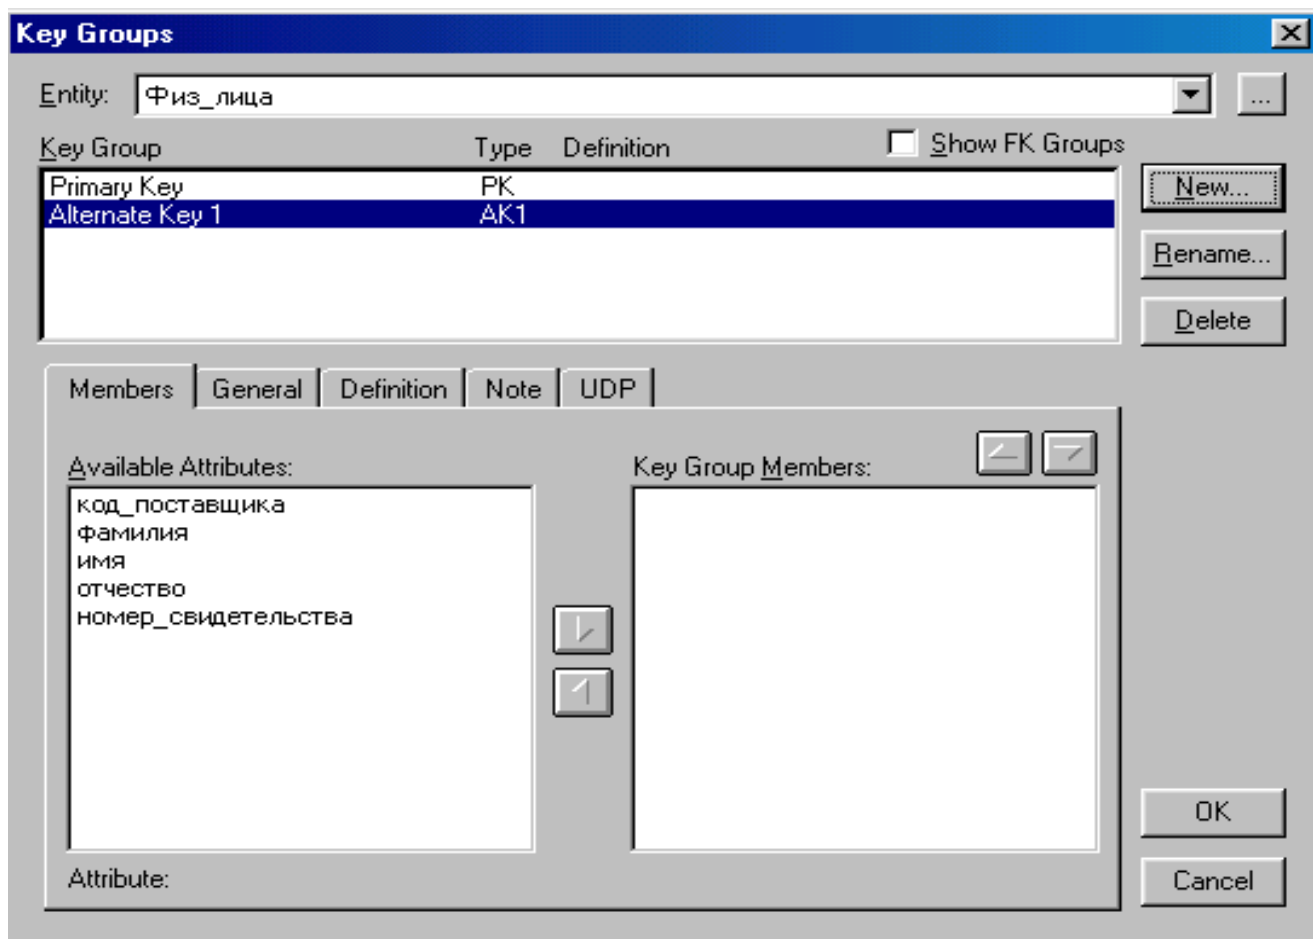 Key Groups
Entity: Физ_лица ...
Key Group Type Definition Show FK Groups
Primary Key PK
Alternate Key 1 AK1
New...
Rename...
Delete
Members General Definition Note UDP
Available Attributes: Key Group Members:
код_поставщика
фамилия
имя
отчество
номер_свидетельства
OK
Attribute:
Cancel